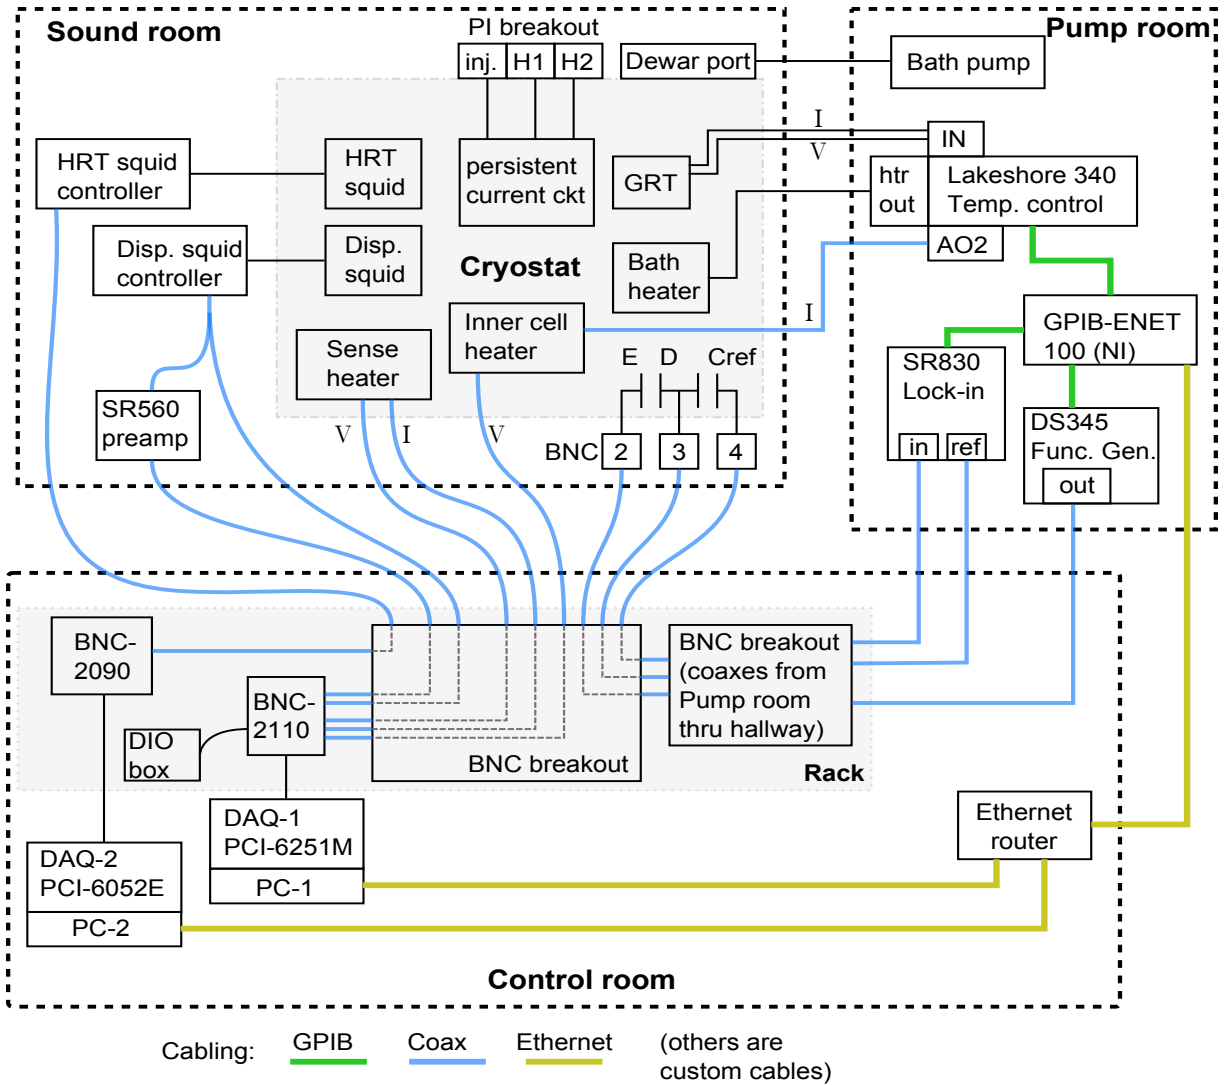 Sound room
PI breakout
inj. H1 H2
Dewar port
Pump room
Bath pump
HRT squid
controller
HRT
squid
persistent
current ckt
GRT
I
V
IN
htr
out
Lakeshore 340
Temp. control
AO2
Disp. squid
controller
Disp.
squid
Cryostat
Bath
heater
Inner cell
heater
I
Sense
heater
E D Cref
GPIB-ENET
100 (NI)
SR830
Lock-in
in ref
SR560
preamp
V I V
BNC 2 3 4
DS345
Func. Gen.
out
BNC-
2090
BNC-
2110
DIO
box
BNC breakout
BNC breakout
(coaxes from
Pump room
thru hallway)
Rack
DAQ-1
PCI-6251M
PC-1
DAQ-2
PCI-6052E
PC-2
Ethernet
router
Control room
Cabling: GPIB Coax Ethernet (others are
custom cables)